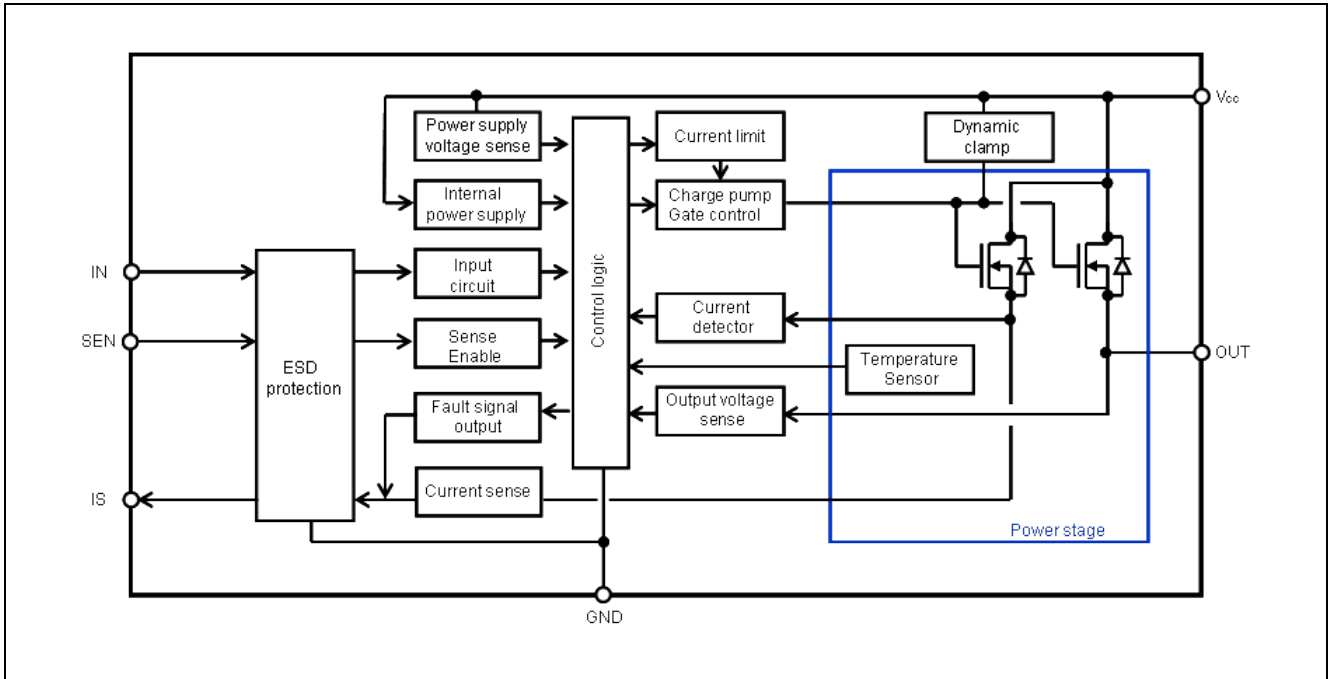 Vcc
Power supply
voltage sense
Current limit
Dynamic
clamp
Internal
power supply
Charge pump
Gate control
IN
Input
circuit
Control logic
SEN
Sense
Enable
Current
detector
OUT
ESD
protection
Temperature
Sensor
Fault signal
output
Output voltage
sense
IS
Current sense
Power stage
GND